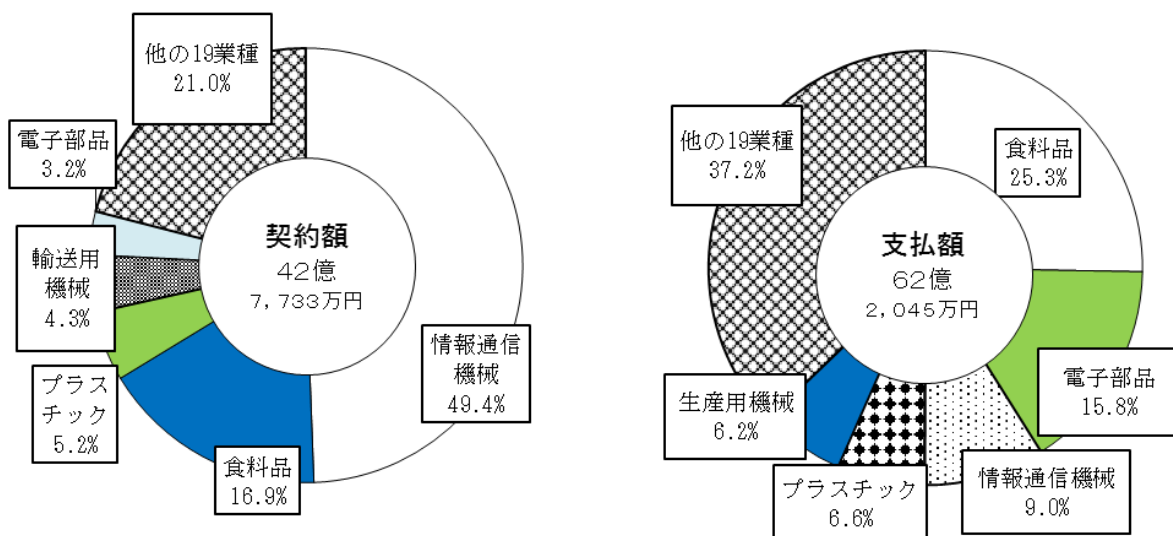 他の19業種
21.0%
電子部品
3.2%
輸送用
機械
4.3%
プラス
チック
5.2%
食料品
16.9%
情報通信
機械
49.4%
契約額
42億
7,733万円
他の19業種
37.2%
食料品
25.3%
電子部品
15.8%
情報通信機械
9.0%
プラスチック
6.6%
生産用機械
6.2%
支払額
62億
2,045万円